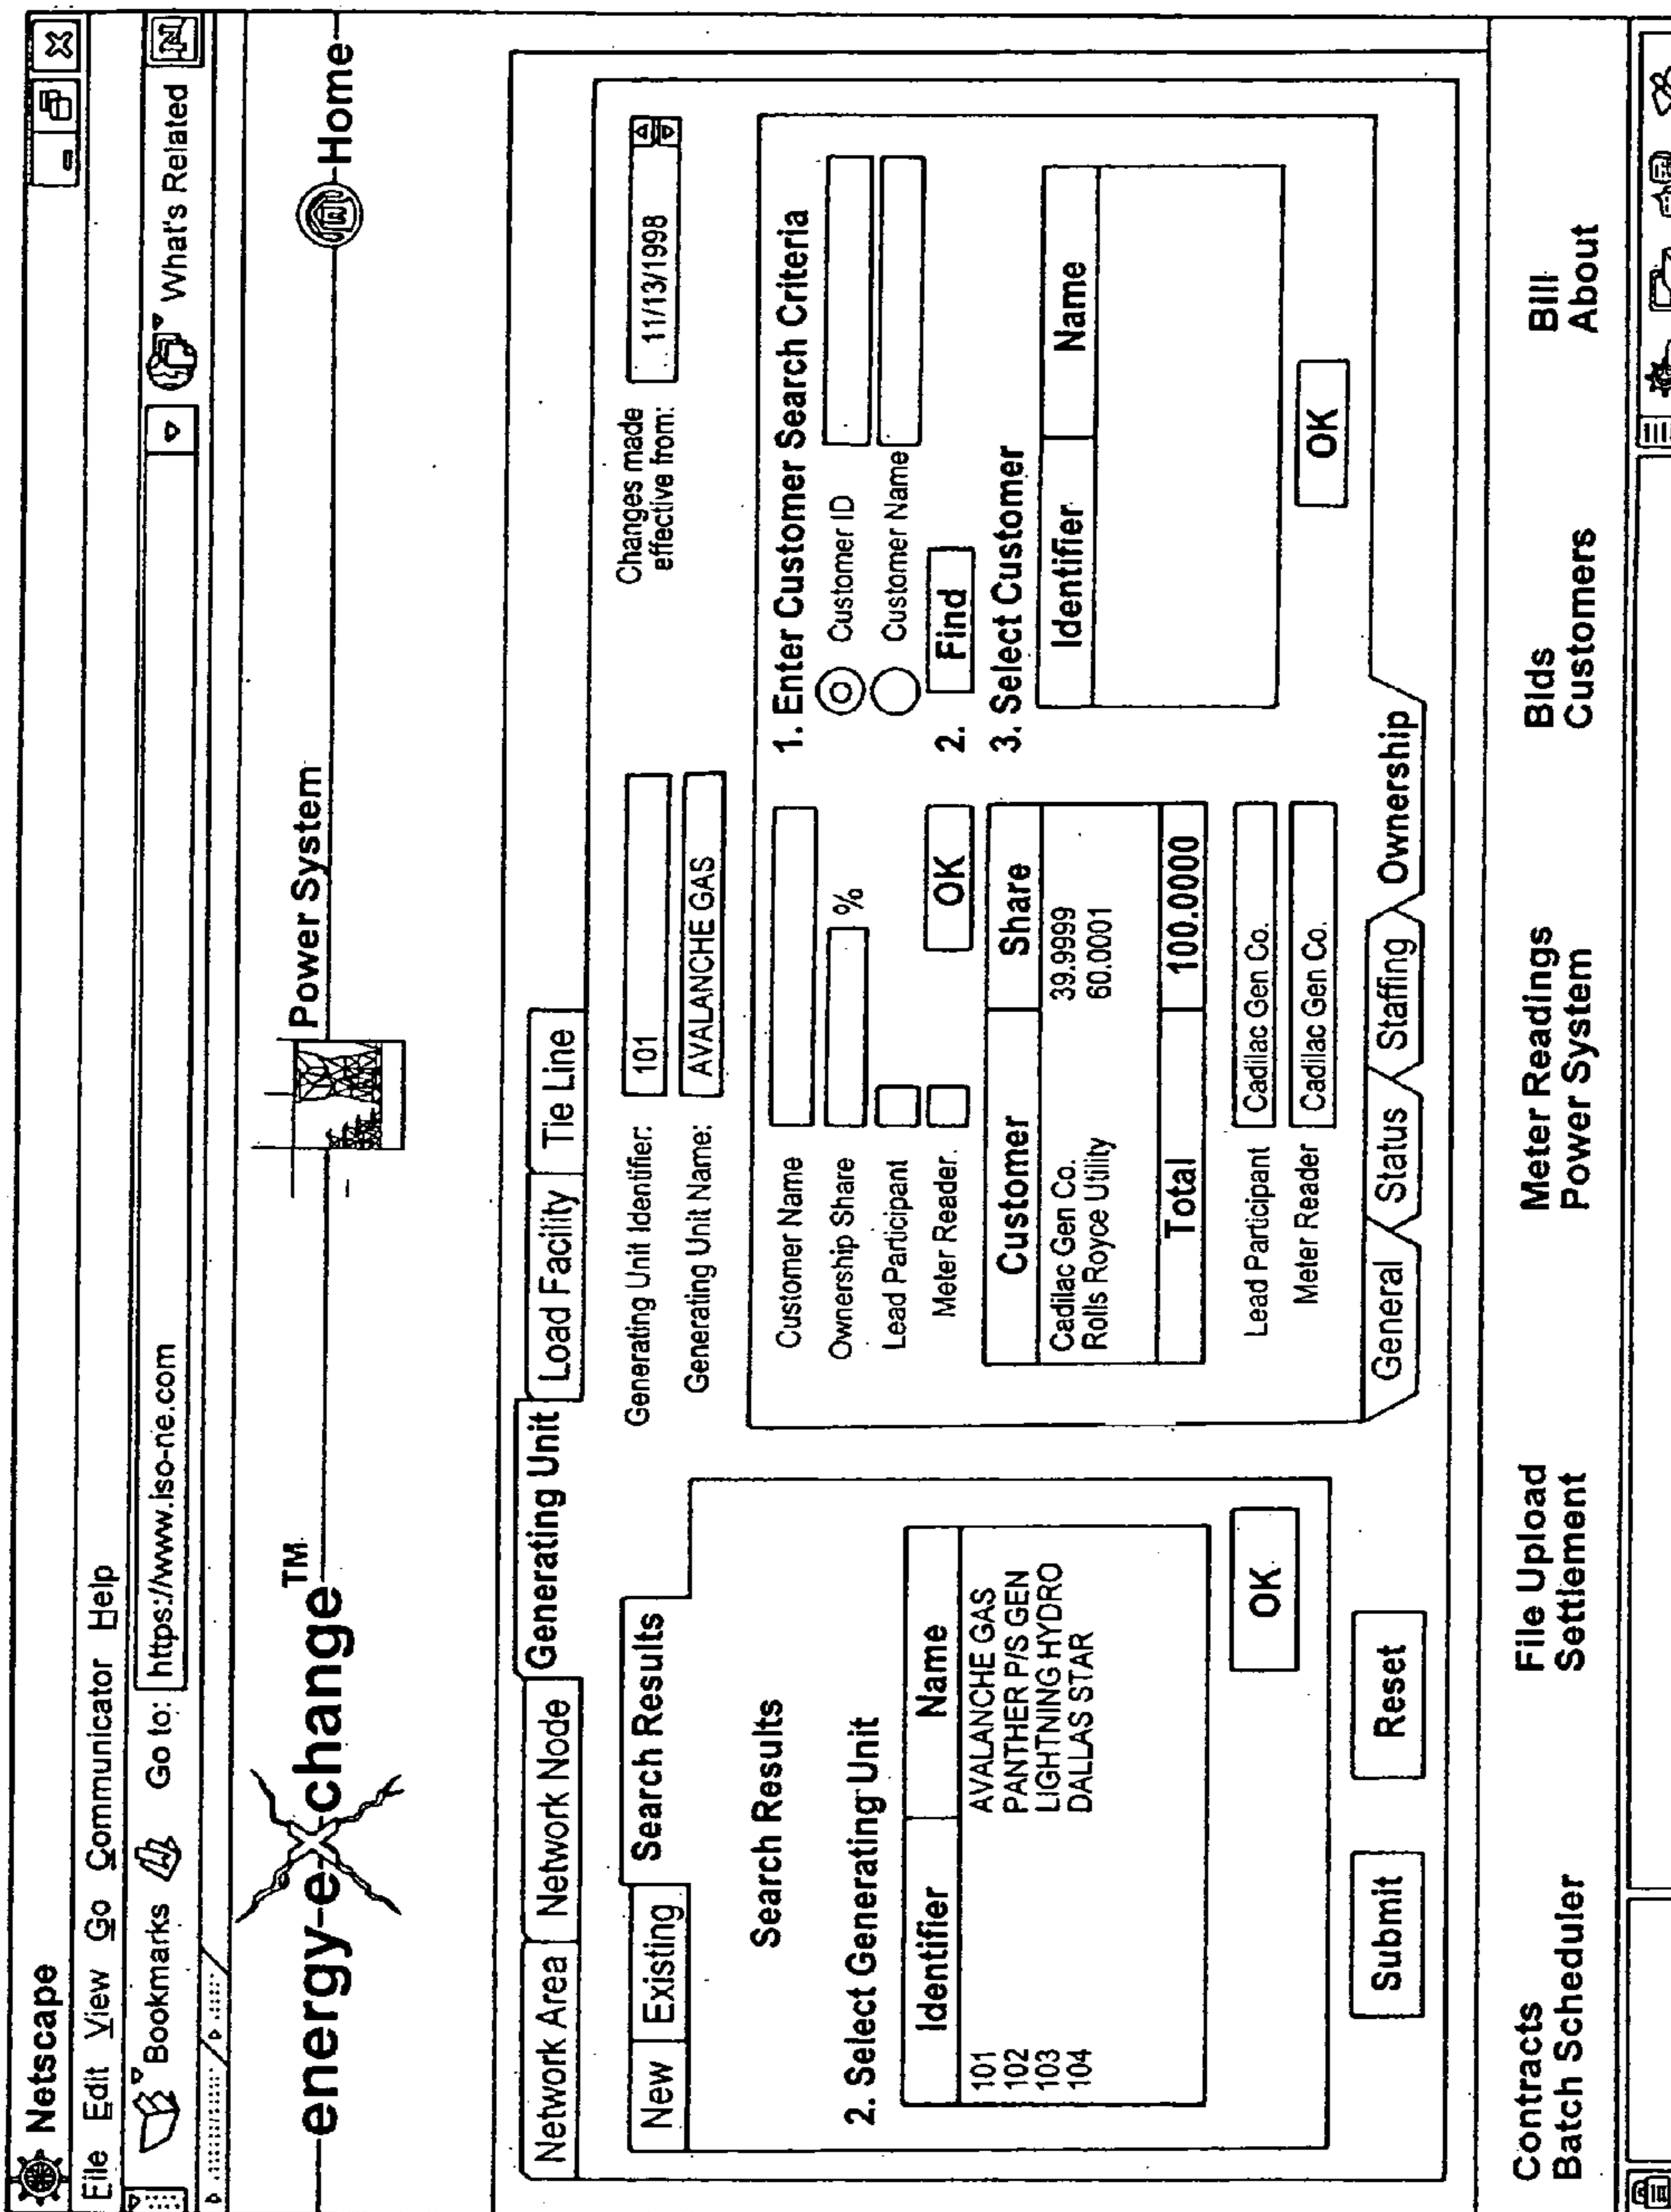 Netscape
File Edit View Go Communicator Help
Bookmarks Go to: https://www.iso-ne.com What's Related
energy-e-x-change™ Power System Home
Network Area Network Node Generating Unit Load Facility Tie Line
New Existing Search Results
Search Results
2. Select Generating Unit
Identifier Name
101 AVALANCHE GAS
102 PANTHER P/S GEN
103 LIGHTNING HYDRO
104 DALLAS STAR
OK
Submit Reset
Generating Unit Identifier: 101
Generating Unit Name: AVALANCHE GAS
Changes made
effective from: 11/13/1998
Customer Name
Ownership Share %
Lead Participant
Meter Reader.
OK
Customer Share
Cadilac Gen Co. 39.9999
Rolls Royce Utility 60.0001
Total 100.0000
Lead Participant Cadilac Gen Co.
Meter Reader Cadilac Gen Co.
1. Enter Customer Search Criteria
Customer ID
Customer Name
2. Find
3. Select Customer
Identifier Name
OK
General Status Staffing Ownership
Contracts File Upload Meter Readings Bids Bill
Batch Scheduler Settlement Power System Customers About